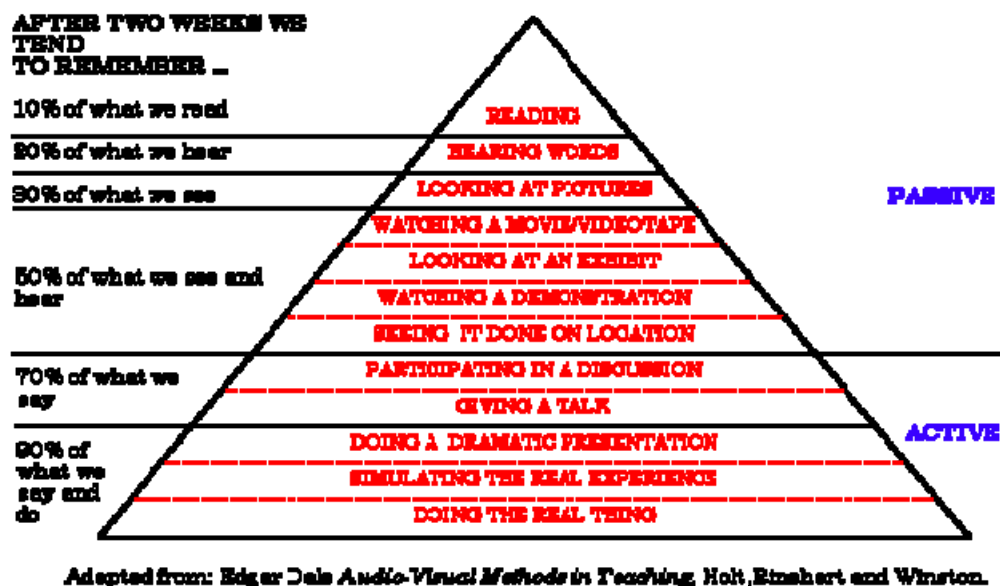 AFTER TWO WEEKS WE
TEND
TO REMEMBER ...
10% of what we read
READING
20% of what we hear
HEARING WORDS
30% of what we see
LOOKING AT PICTURES
PASSIVE
WATCHING A MOVIE/VIDEOTAPE
LOOKING AT AN EXHIBIT
50% of what we see and
hear
WATCHING A DEMONSTRATION
SEEING IT DONE ON LOCATION
70% of what we
say
PARTICIPATING IN A DISCUSSION
GIVING A TALK
ACTIVE
90% of
what we
say and
do
DOING A DRAMATIC PRESENTATION
SIMULATING THE REAL EXPERIENCE
DOING THE REAL THING
Adapted from: Edgar Dale Audio-Visual Methods in Teaching, Holt, Rinehart and Winston